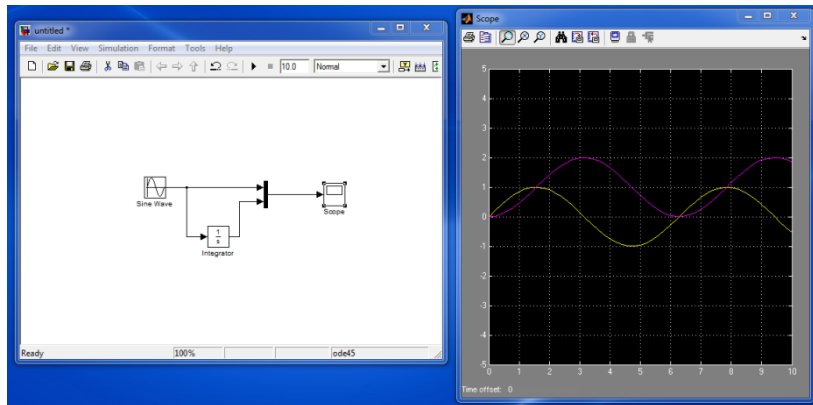 untitled *
File Edit View Simulation Format Tools Help
10.0 Normal
Sine Wave
1
s
Integrator
Scope
Ready 100% ode45
Scope
5
4
3
2
1
0
-1
-2
-3
-4
-5
0 1 2 3 4 5 6 7 8 9 10
Time offset: 0